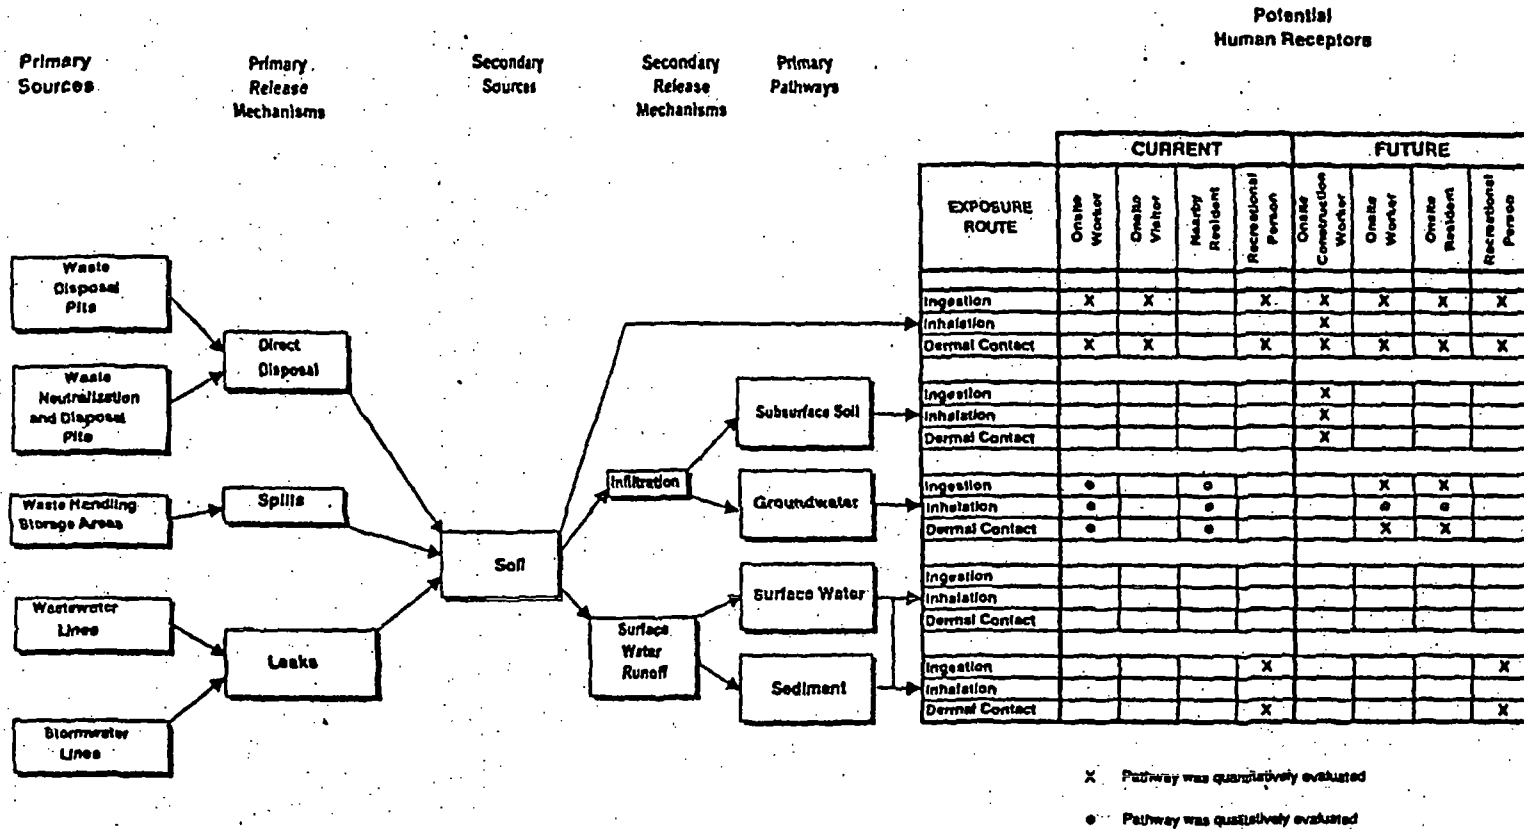 Potential
Human Receptors
Primary
Sources
Primary
Release
Mechanisms
Secondary
Sources
Secondary
Release
Mechanisms
Primary
Pathways
CURRENT FUTURE
EXPOSURE
ROUTE
Onsite
Worker
Onsite
Visitor
Nearby
Resident
Recreational
Person
Onsite
Construction
Worker
Onsite
Worker
Onsite
Resident
Recreational
Person
Waste
Disposal
Pits
Waste
Neutralization
and Disposal
Pits
Waste Handling
Storage Areas
Wastewater
Lines
Stormwater
Lines
Direct
Disposal
Spills
Leaks
Soil
Infiltration
Surface
Water
Runoff
Subsurface Soil
Groundwater
Surface Water
Sediment
Ingestion X X X X X X X
Inhalation X
Dermal Contact X X X X X X X
Ingestion X
Inhalation X
Dermal Contact X
Ingestion ● ● X X
Inhalation ● ● ● ●
Dermal Contact ● ● X X
Ingestion
Inhalation
Dermal Contact
Ingestion X X
Inhalation
Dermal Contact X X
X Pathway was quantitatively evaluated
● Pathway was qualitatively evaluated